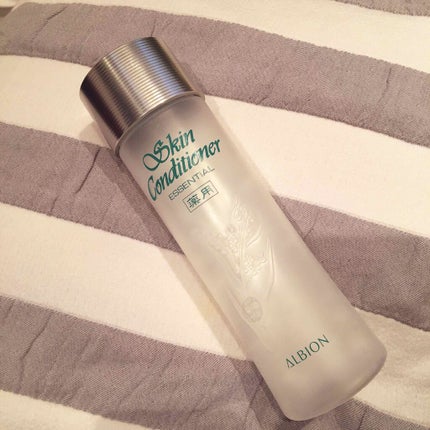 Skin
Conditioner
ESSENTIAL
薬用
ALBION